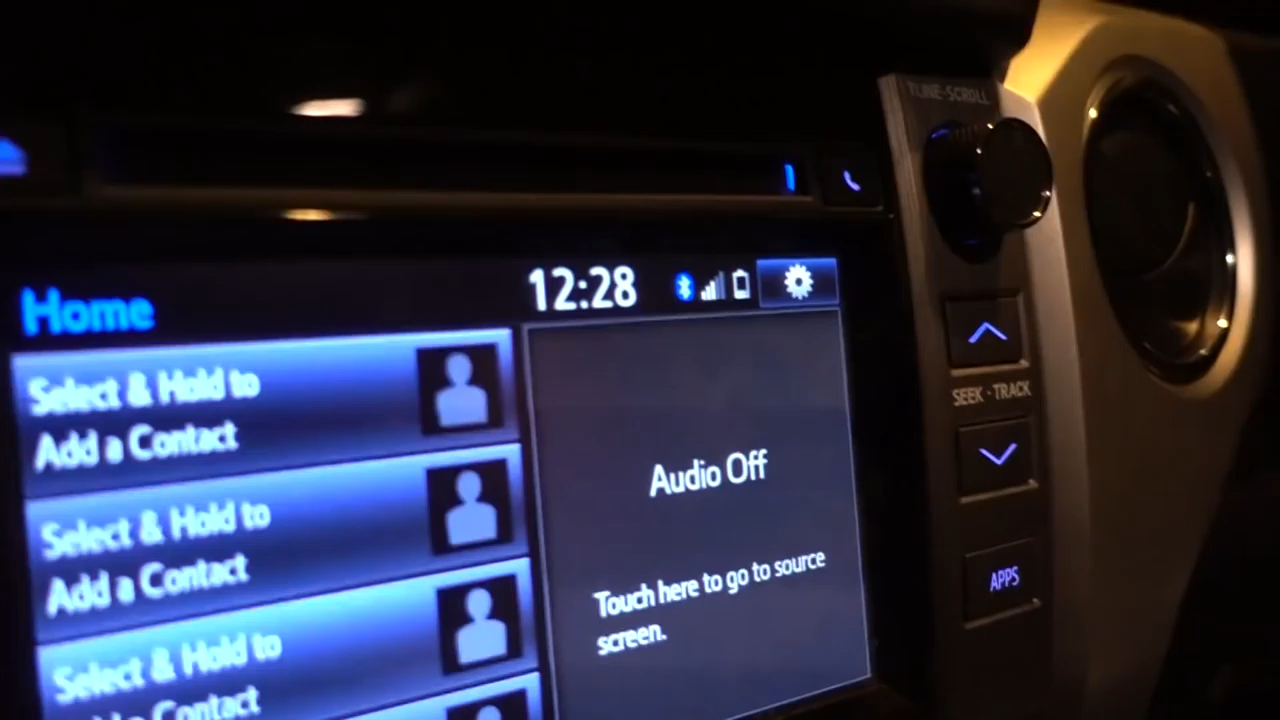 TUNE-SCROLL
Home
12:28
Select & Hold to
Add a Contact
Select & Hold to
Add a Contact
Select & Hold to
Contact
Audio Off
Touch here to go to source
screen.
SEEK - TRACK
APPS